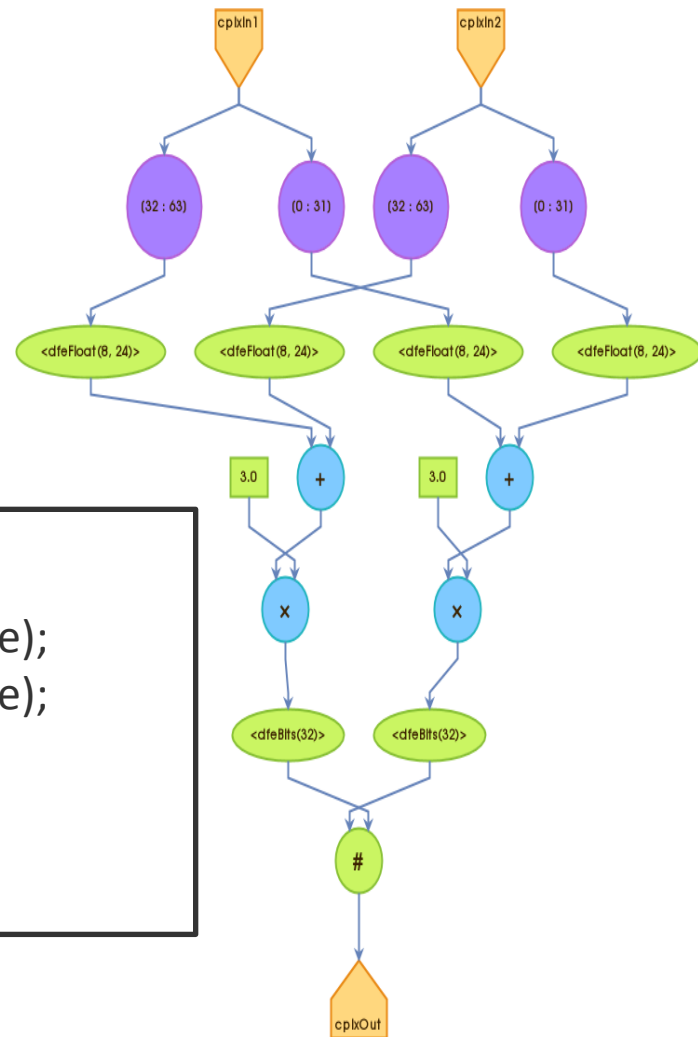 cplxIn1 cplxIn2
(32 : 63) (0 : 31) (32 : 63) (0 : 31)
<dfeFloat(8, 24)> <dfeFloat(8, 24)> <dfeFloat(8, 24)> <dfeFloat(8, 24)>
3.0 + 3.0 +
x x
e);
e);
<dfeBits(32)> <dfeBits(32)>
#
cplxOut